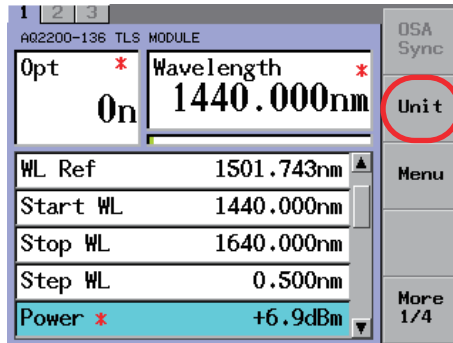 1 2 3
AQ2200-136 TLS MODULE
Opt *
On
Wavelength *
1440.000nm
WL Ref 1501.743nm
Start WL 1440.000nm
Stop WL 1640.000nm
Step WL 0.500nm
Power * +6.9dBm
OSA
Sync
Unit
Menu
More
1/4